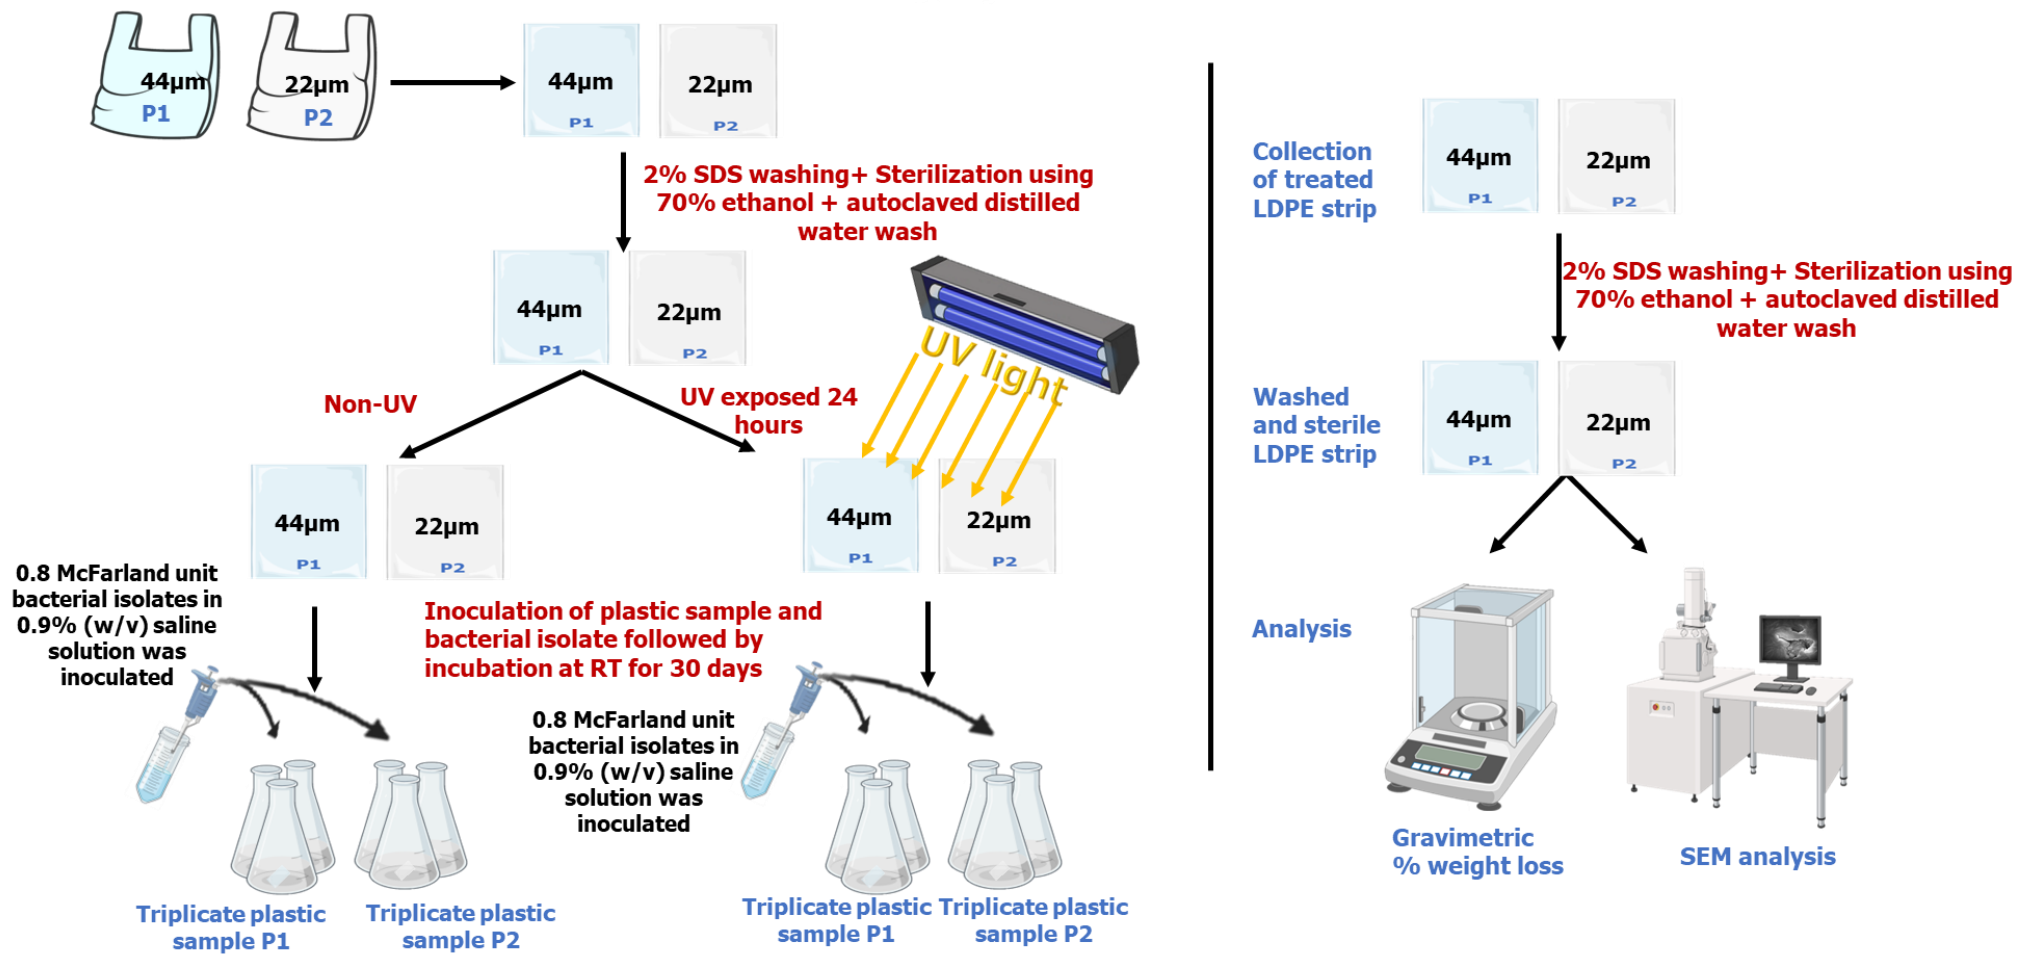 44µm
P1
22µm
P2
44µm
P1
22µm
P2
2% SDS washing+ Sterilization using
70% ethanol + autoclaved distilled
water wash
44µm
P1
22µm
P2
UV light
Non-UV
UV exposed 24
hours
44µm
P1
22µm
P2
44µm
P1
22µm
P2
0.8 McFarland unit
bacterial isolates in
0.9% (w/v) saline
solution was
inoculated
Inoculation of plastic sample and
bacterial isolate followed by
incubation at RT for 30 days
0.8 McFarland unit
bacterial isolates in
0.9% (w/v) saline
solution was
inoculated
Triplicate plastic
sample P1
Triplicate plastic
sample P2
Triplicate plastic
sample P1
Triplicate plastic
sample P2
Collection
of treated
LDPE strip
44µm
P1
22µm
P2
2% SDS washing+ Sterilization using
70% ethanol + autoclaved distilled
water wash
Washed
and sterile
LDPE strip
44µm
P1
22µm
P2
Analysis
Gravimetric
% weight loss
SEM analysis